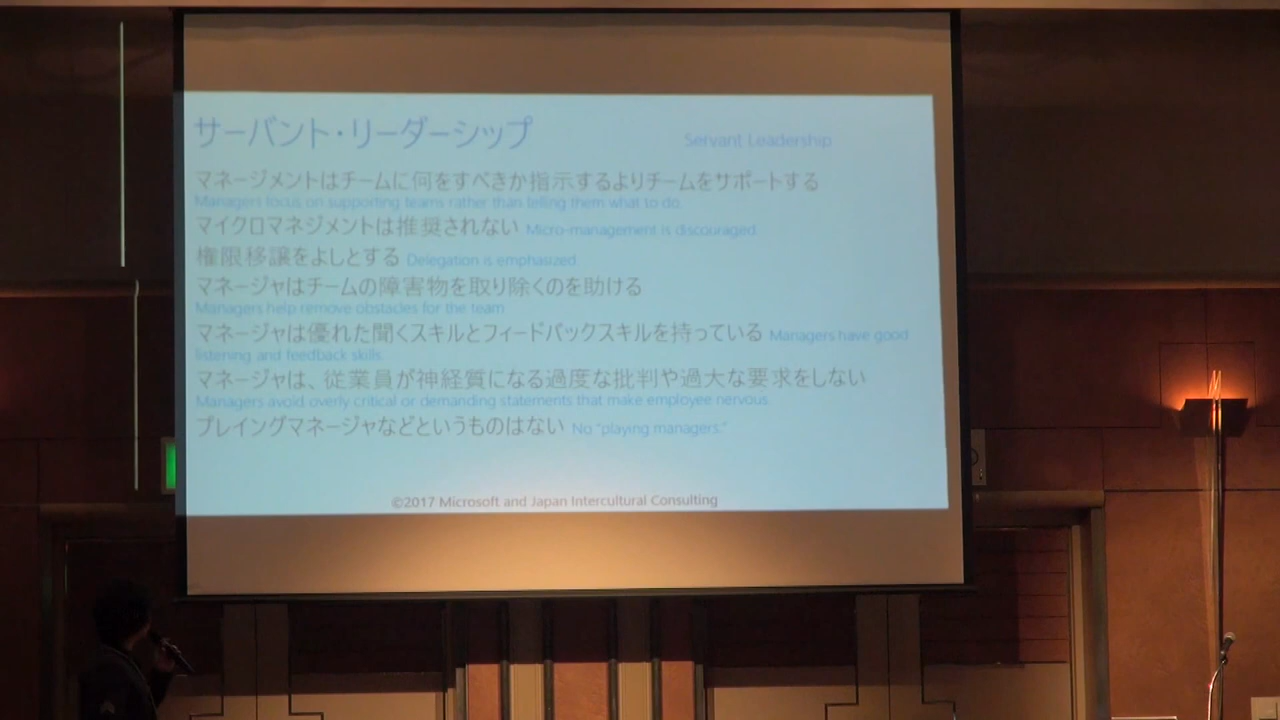 サーバント・リーダーシップ Servant Leadership
マネージメントはチームに何をすべきか指示するよりチームをサポートする
Managers focus on supporting teams rather than telling them what to do.
マイクロマネジメントは推奨されない Micro-management is discouraged
権限移譲をよしとする Delegation is emphasized
マネージャはチームの障害物を取り除くのを助ける
Managers help remove obstacles for the team
マネージャは優れた聞くスキルとフィードバックスキルを持っている Managers have good
listening and feedback skills.
マネージャは、従業員が神経質になる過度な批判や過大な要求をしない
Managers avoid overly critical or demanding statements that make employee nervous.
プレイングマネージャなどというものはない No "playing managers."
©2017 Microsoft and Japan Intercultural Consulting